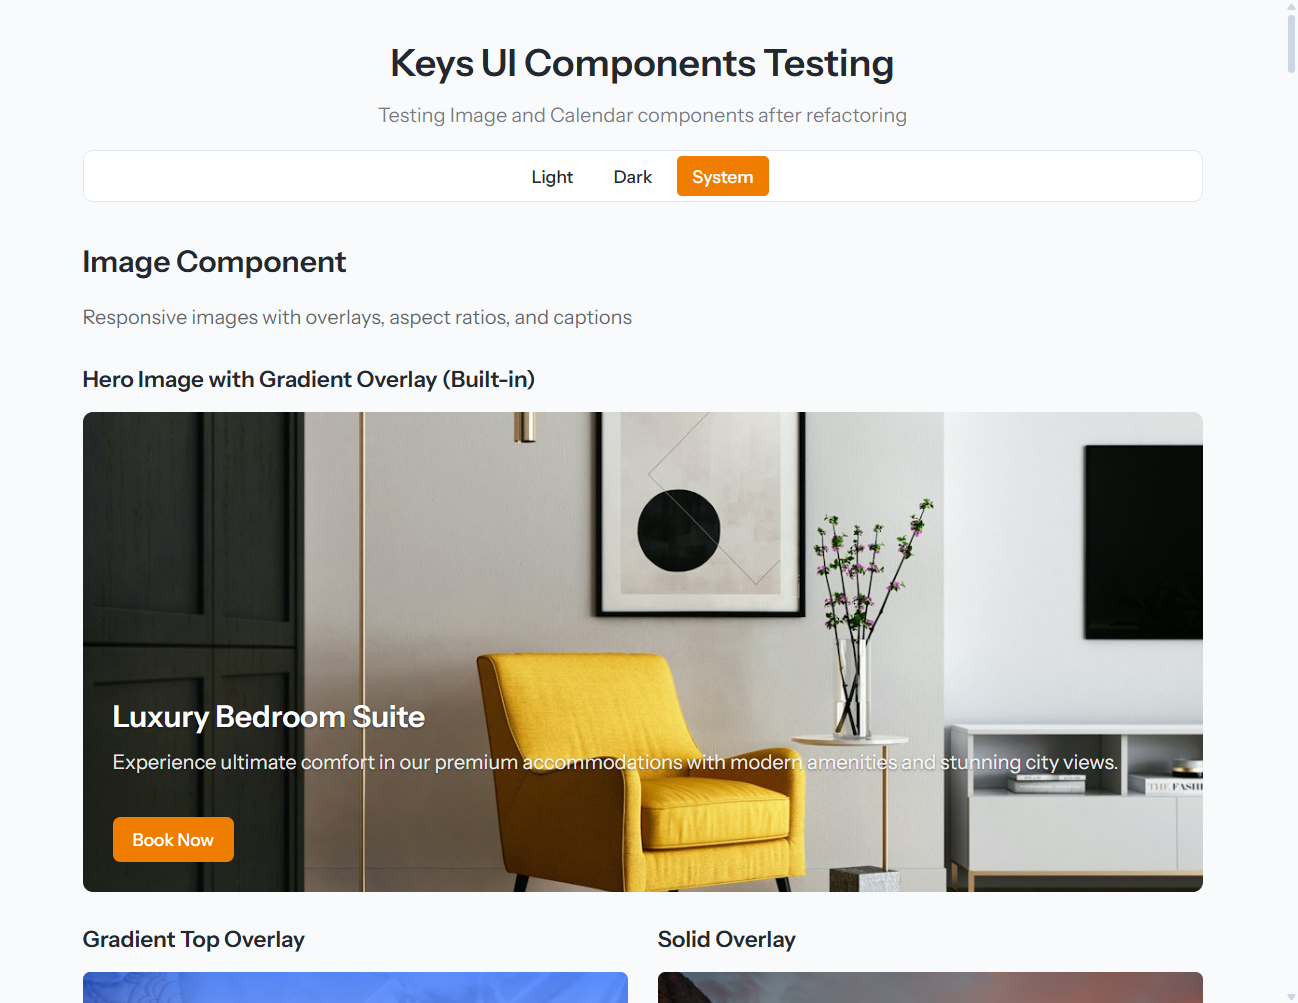 Keys UI Components Testing
Testing Image and Calendar components after refactoring
Light Dark System
Image Component
Responsive images with overlays, aspect ratios, and captions
Hero Image with Gradient Overlay (Built-in)
Luxury Bedroom Suite
Experience ultimate comfort in our premium accommodations with modern amenities and stunning city views.
THE FASHI
Book Now
Gradient Top Overlay
Solid Overlay